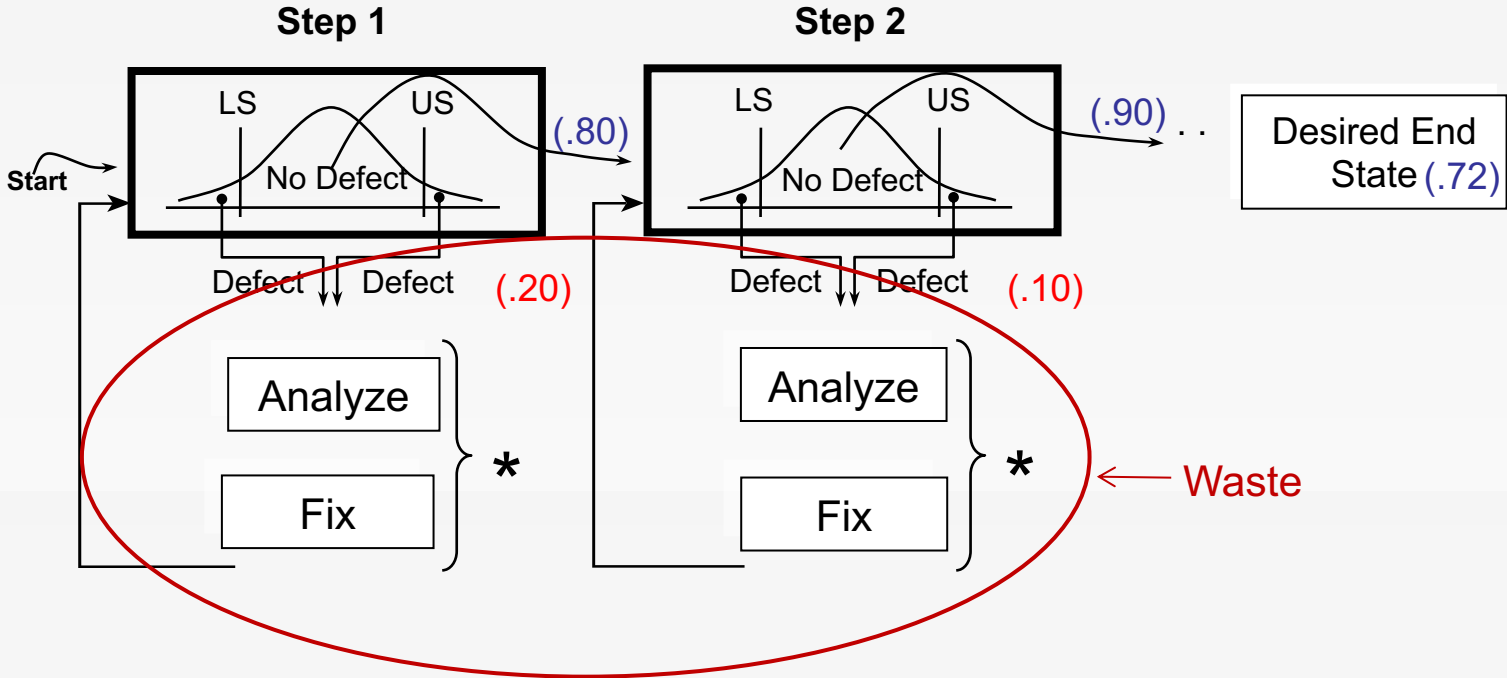 Step 1
Step 2
LS
US
LS
US
(.80)
(.90)
. .
Desired End
State (.72)
Start
No Defect
No Defect
Defect
Defect
(.20)
Defect
Defect
(.10)
Analyze
Analyze
*
*
Waste
Fix
Fix